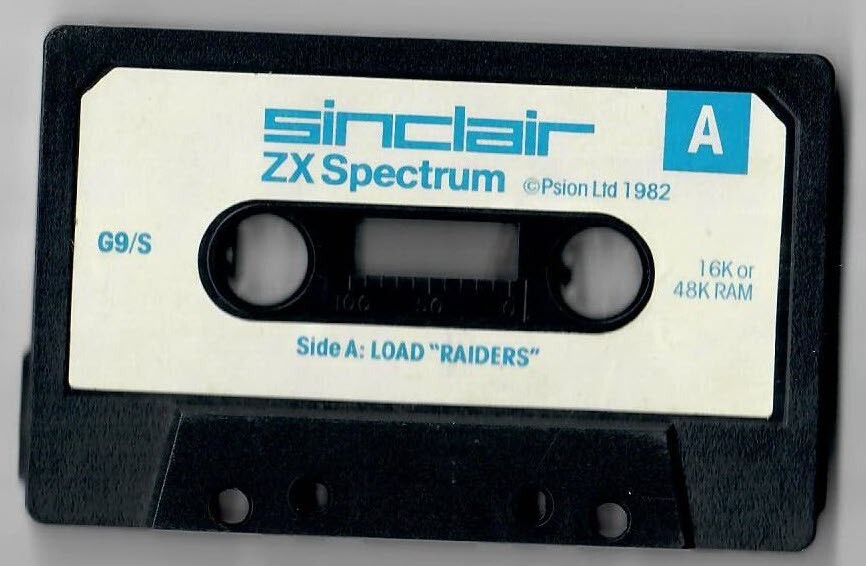 sinclair
A
ZX Spectrum
©Psion Ltd 1982
G9/S
16K or
48K RAM
100 50 0
Side A: LOAD "RAIDERS"